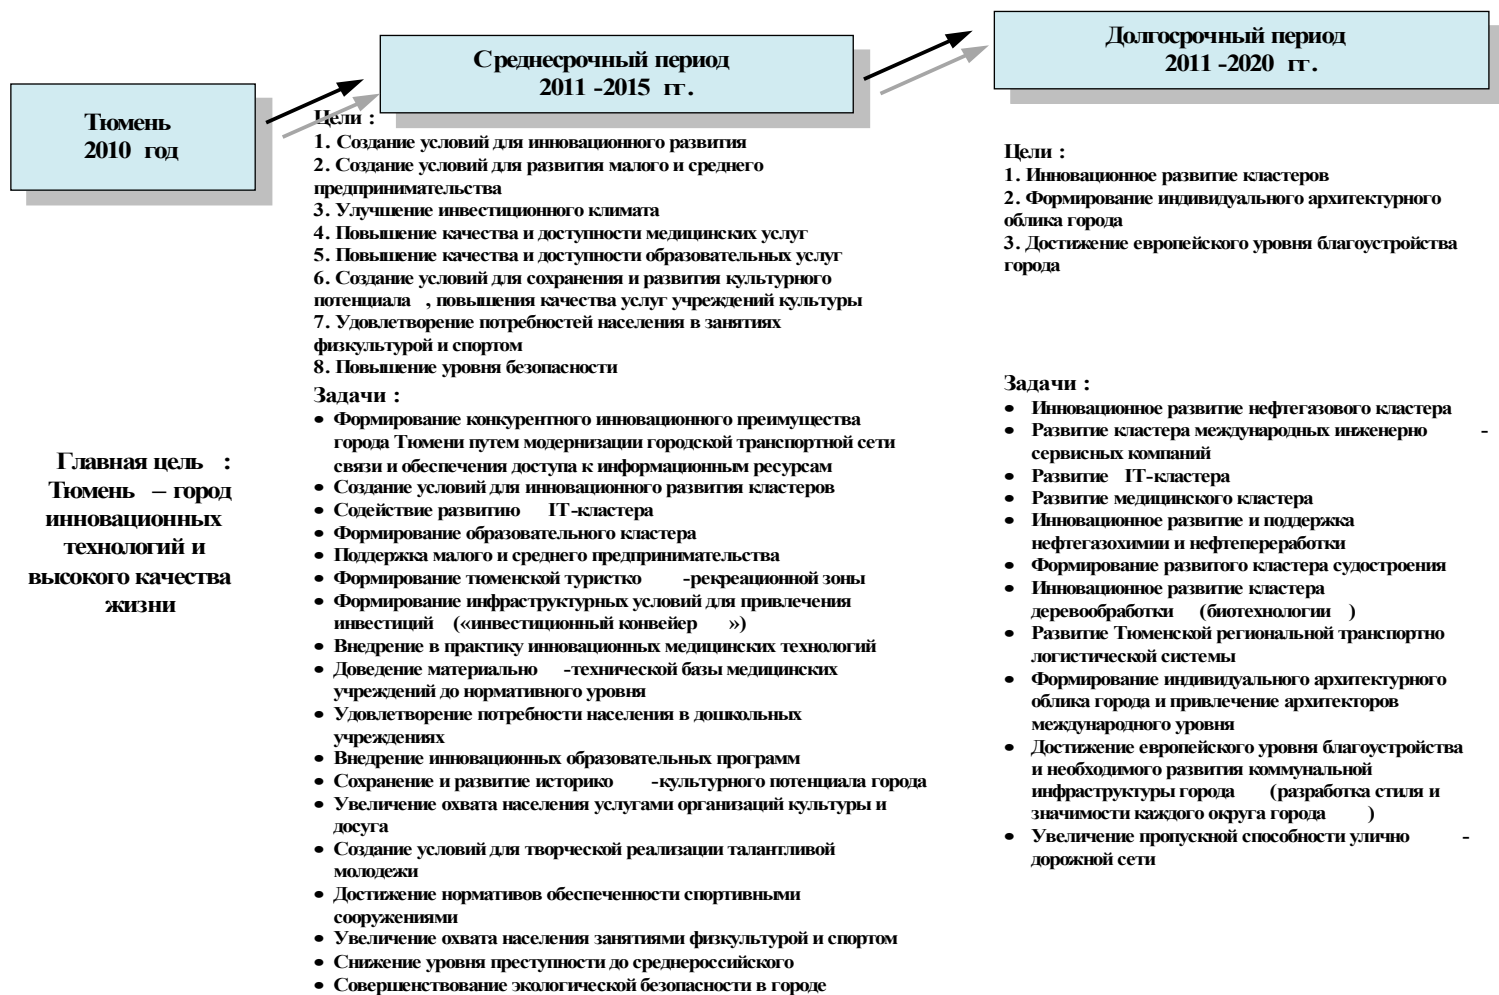 Тюмень
2010 год
Главная цель :
Тюмень – город
инновационных
технологий и
высокого качества
жизни
Среднесрочный период
2011 -2015 гг.
Цели :
1. Создание условий для инновационного развития
2. Создание условий для развития малого и среднего
предпринимательства
3. Улучшение инвестиционного климата
4. Повышение качества и доступности медицинских услуг
5. Повышение качества и доступности образовательных услуг
6. Создание условий для сохранения и развития культурного
потенциала , повышения качества услуг учреждений культуры
7. Удовлетворение потребностей населения в занятиях
физкультурой и спортом
8. Повышение уровня безопасности
Задачи :
• Формирование конкурентного инновационного преимущества
города Тюмени путем модернизации городской транспортной сети
связи и обеспечения доступа к информационным ресурсам
• Создание условий для инновационного развития кластеров
• Содействие развитию IT-кластера
• Формирование образовательного кластера
• Поддержка малого и среднего предпринимательства
• Формирование тюменской туристко -рекреационной зоны
• Формирование инфраструктурных условий для привлечения
инвестиций («инвестиционный конвейер »)
• Внедрение в практику инновационных медицинских технологий
• Доведение материально -технической базы медицинских
учреждений до нормативного уровня
• Удовлетворение потребности населения в дошкольных
учреждениях
• Внедрение инновационных образовательных программ
• Сохранение и развитие историко -культурного потенциала города
• Увеличение охвата населения услугами организаций культуры и
досуга
• Создание условий для творческой реализации талантливой
молодежи
• Достижение нормативов обеспеченности спортивными
сооружениями
• Увеличение охвата населения занятиями физкультурой и спортом
• Снижение уровня преступности до среднероссийского
• Совершенствование экологической безопасности в городе
Долгосрочный период
2011 -2020 гг.
Цели :
1. Инновационное развитие кластеров
2. Формирование индивидуального архитектурного
облика города
3. Достижение европейского уровня благоустройства
города
Задачи :
• Инновационное развитие нефтегазового кластера
• Развитие кластера международных инженерно -
сервисных компаний
• Развитие IT-кластера
• Развитие медицинского кластера
• Инновационное развитие и поддержка
нефтегазохимии и нефтепереработки
• Формирование развитого кластера судостроения
• Инновационное развитие кластера
деревообработки (биотехнологии )
• Развитие Тюменской региональной транспортно
логистической системы
• Формирование индивидуального архитектурного
облика города и привлечение архитекторов
международного уровня
• Достижение европейского уровня благоустройства
и необходимого развития коммунальной
инфраструктуры города (разработка стиля и
значимости каждого округа города )
• Увеличение пропускной способности улично -
дорожной сети